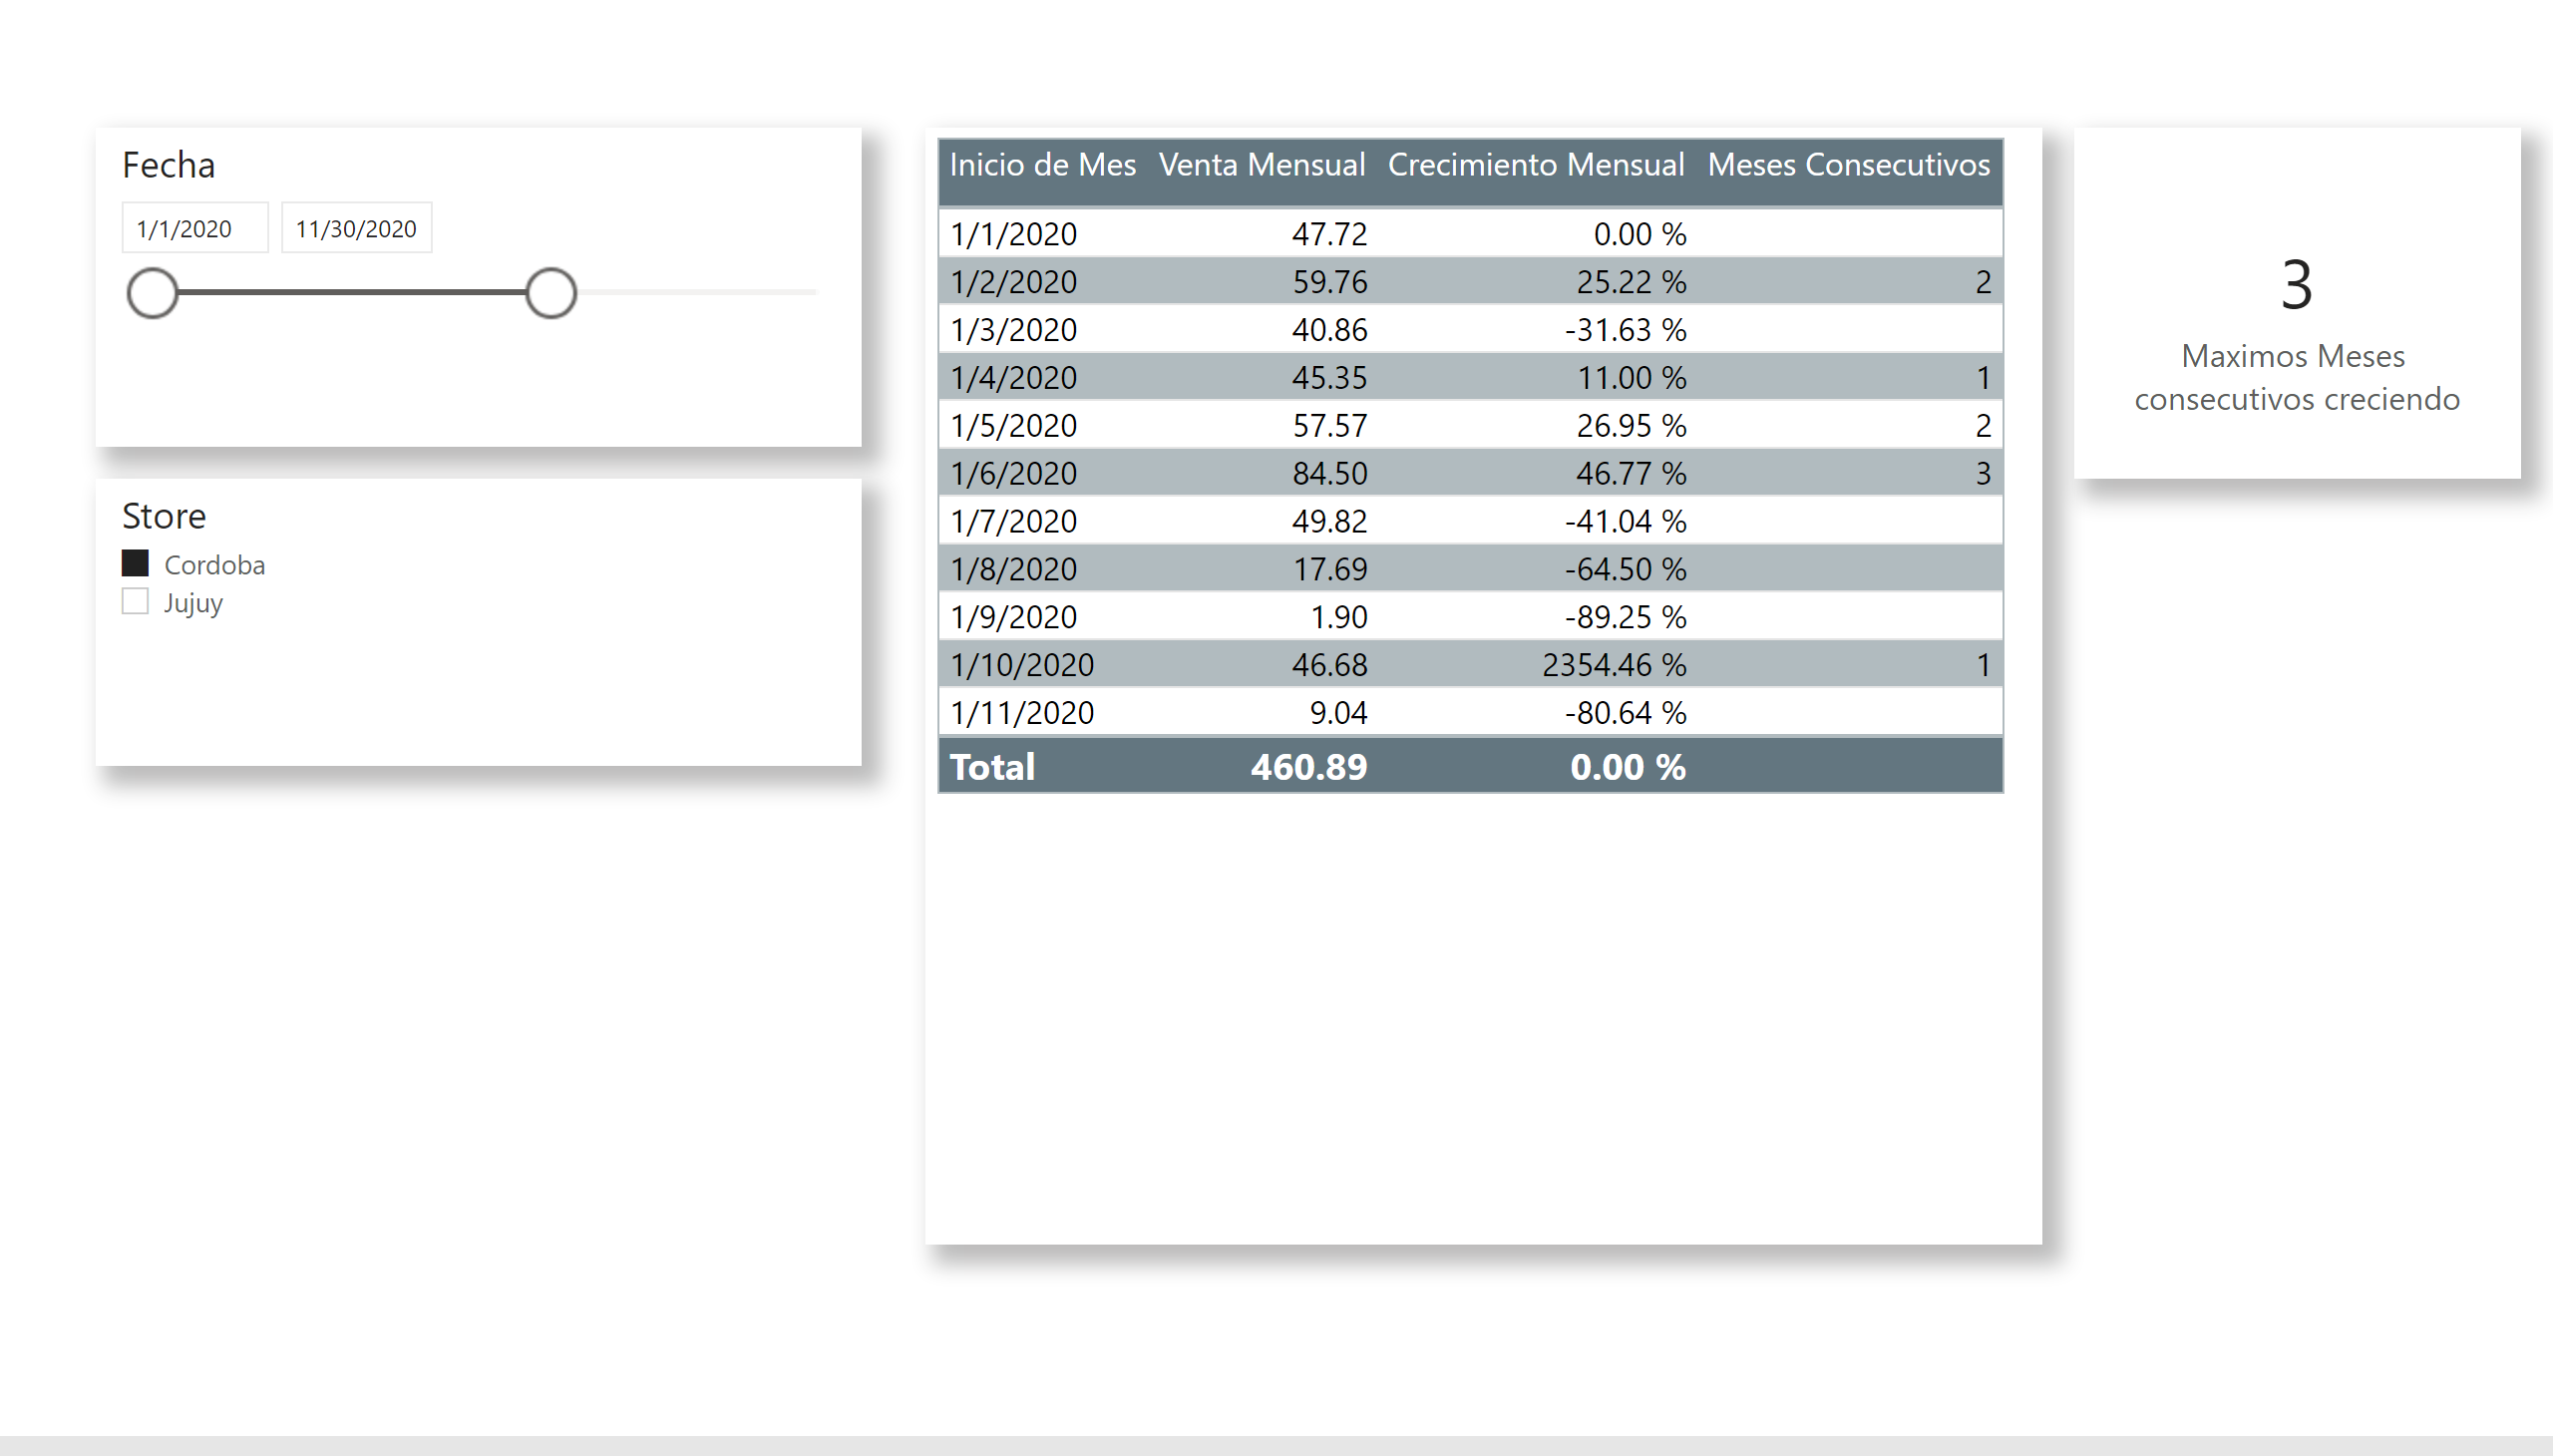 Fecha
1/1/2020 11/30/2020
Store
Cordoba
Jujuy
Inicio de Mes Venta Mensual Crecimiento Mensual Meses Consecutivos
1/1/2020 47.72 0.00 %
1/2/2020 59.76 25.22 % 2
1/3/2020 40.86 -31.63 %
1/4/2020 45.35 11.00 % 1
1/5/2020 57.57 26.95 % 2
1/6/2020 84.50 46.77 % 3
1/7/2020 49.82 -41.04 %
1/8/2020 17.69 -64.50 %
1/9/2020 1.90 -89.25 %
1/10/2020 46.68 2354.46 % 1
1/11/2020 9.04 -80.64 %
Total 460.89 0.00 %
3
Maximos Meses
consecutivos creciendo